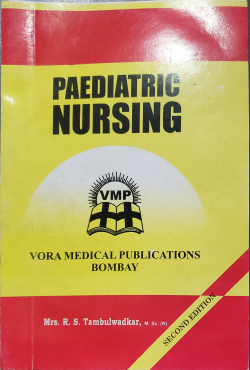 PAEDIATRIC
NURSING
VMP
VORA MEDICAL PUBLICATIONS
BOMBAY
Mrs. R. S. Tambulwadkar, M. Sc. (N)
SECOND EDITION